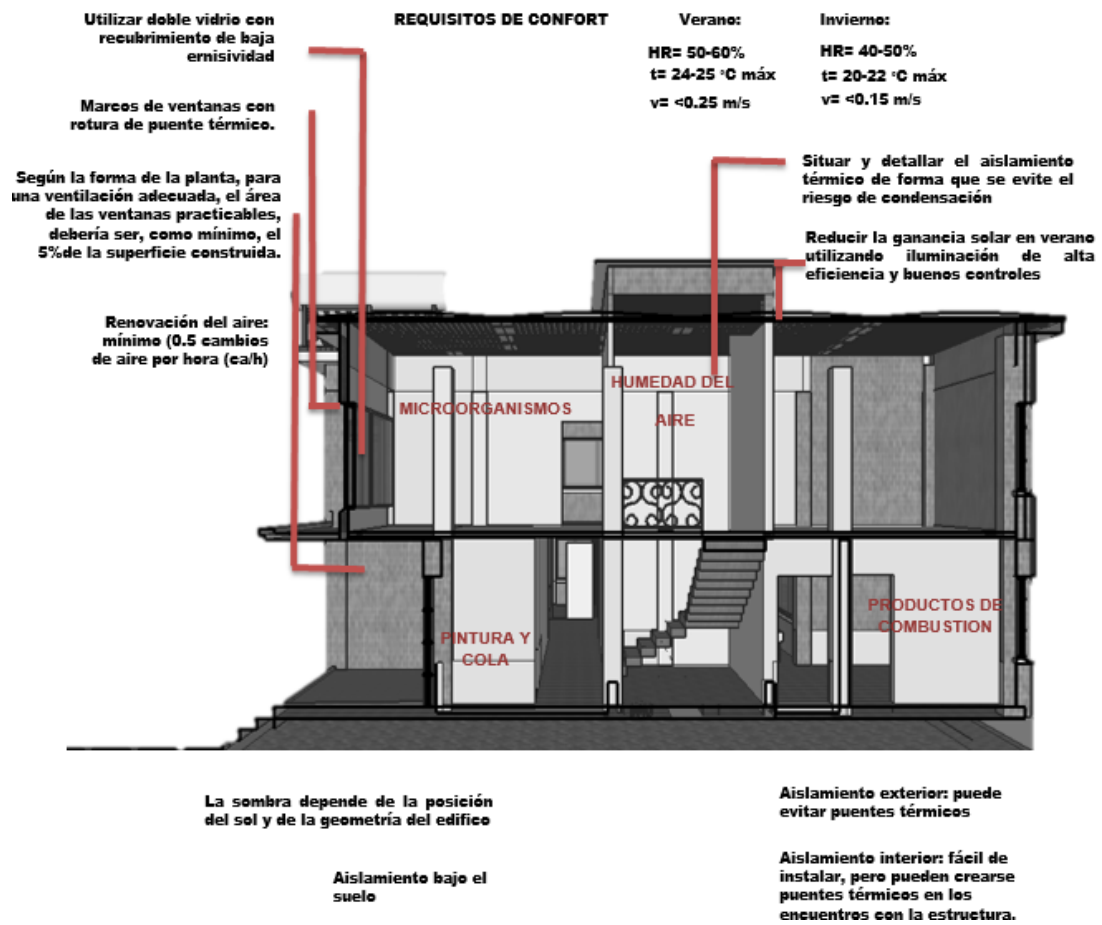 Utilizar doble vidrio con
recubrimiento de baja
ernisividad
REQUISITOS DE CONFORT
Verano:
HR= 50-60%
t= 24-25 °C máx
v= <0.25 m/s
Invierno:
HR= 40-50%
t= 20-22 °C máx
v= <0.15 m/s
Marcos de ventanas con
rotura de puente térmico.
Según la forma de la planta, para
una ventilación adecuada, el área
de las ventanas practicables,
debería ser, como mínimo, el
5%de la superficie construida.
Renovación del aire:
mínimo (0.5 cambios
de aire por hora (ca/h)
Situar y detallar el aislamiento
térmico de forma que se evite el
riesgo de condensación
Reducir la ganancia solar en verano
utilizando iluminación de alta
eficiencia y buenos controles
MICROORGANISMOS
HUMEDAD DEL
AIRE
PINTURA Y
COLA
PRODUCTOS DE
COMBUSTION
La sombra depende de la posición
del sol y de la geometría del edifico
Aislamiento bajo el
suelo
Aislamiento exterior: puede
evitar puentes térmicos
Aislamiento interior: fácil de
instalar, pero pueden crearse
puentes térmicos en los
encuentros con la estructura.